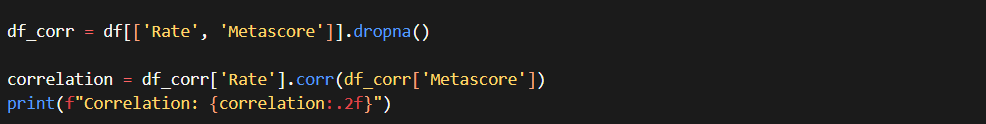 df_corr = df[['Rate', 'Metascore']].dropna()
correlation = df_corr['Rate'].corr(df_corr['Metascore'])
print(f"Correlation: {correlation:.2f}")